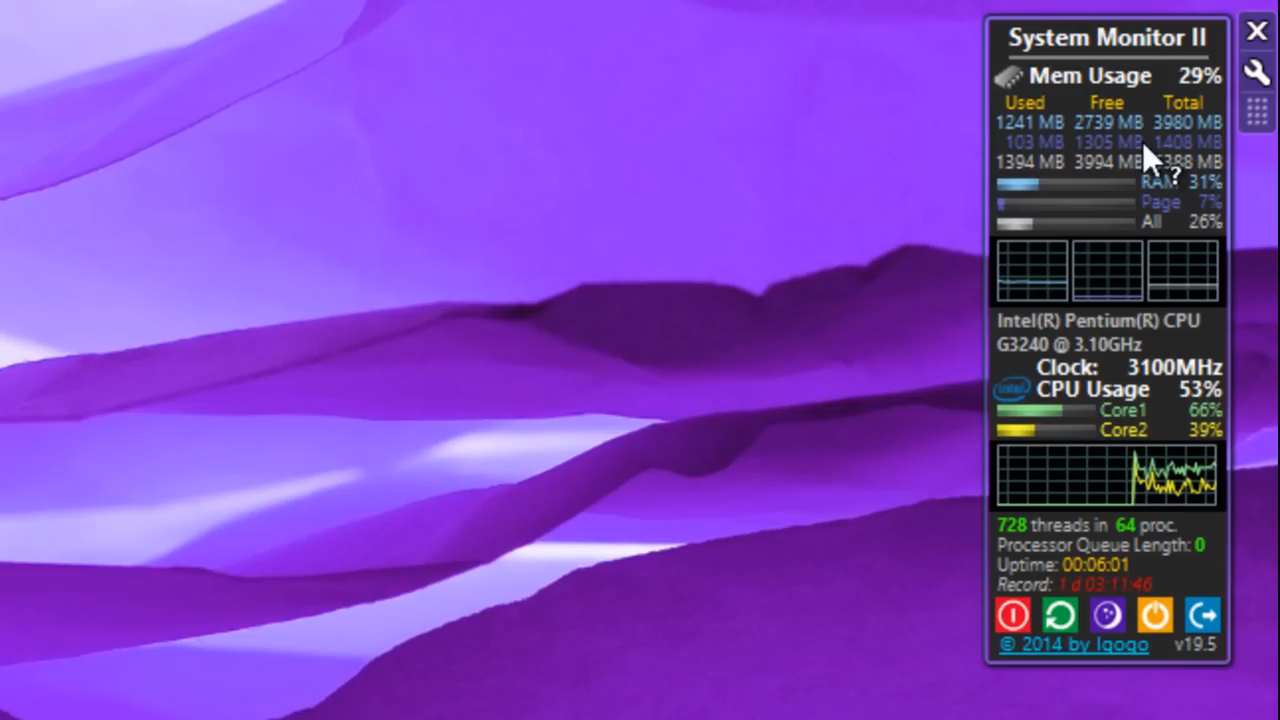 System Monitor II
Mem Usage 29%
Used Free Total
1241 MB 2739 MB 3980 MB
103 MB 1305 MB 1408 MB
1394 MB 3994 MB MB
RAM 31%
Page 7%
All 26%
Intel(R) Pentium(R) CPU
G3240 @ 3.10GHz
Clock: 3100MHz
intel CPU Usage 53%
Core1 66%
Core2 39%
728 threads in 64 proc.
Processor Queue Length: 0
Uptime: 00:06:01
Record: 1 d 03:11:46
© 2014 by Igogo v19.5